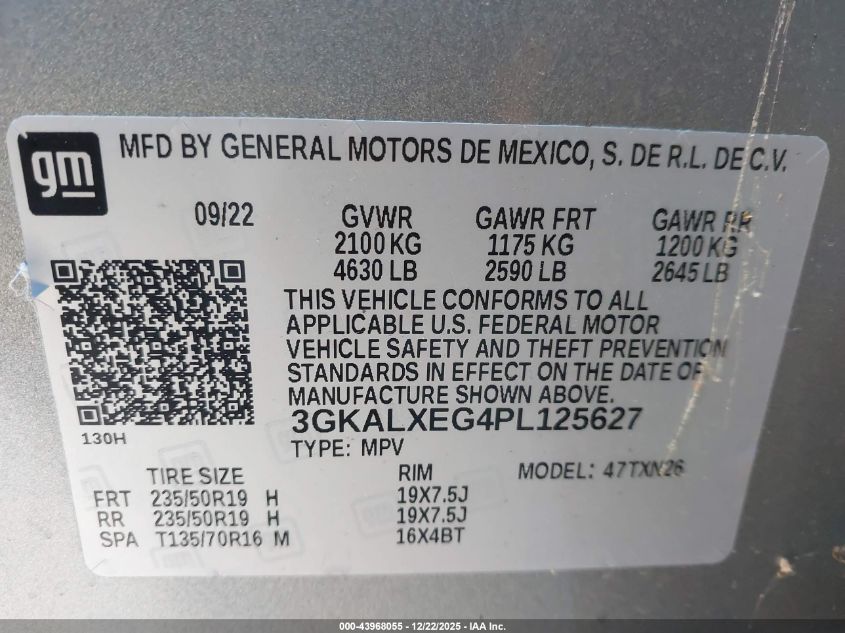 gm
MFD BY GENERAL MOTORS DE MEXICO, S. DE R.L. DE C.V.
09/22 GVWR GAWR FRT GAWR RR
2100 KG 1175 KG 1200 KG
4630 LB 2590 LB 2645 LB
THIS VEHICLE CONFORMS TO ALL
APPLICABLE U.S. FEDERAL MOTOR
VEHICLE SAFETY AND THEFT PREVENTION
STANDARDS IN EFFECT ON THE DATE OF
MANUFACTURE SHOWN ABOVE.
3GKALXEG4PL125627
130H
TYPE: MPV
TIRE SIZE RIM MODEL: 47TXN26
FRT 235/50R19 H 19X7.5J
RR 235/50R19 H 19X7.5J
SPA T135/70R16 M 16X4BT
000-43968055 - 12/22/2025 - IAA Inc.